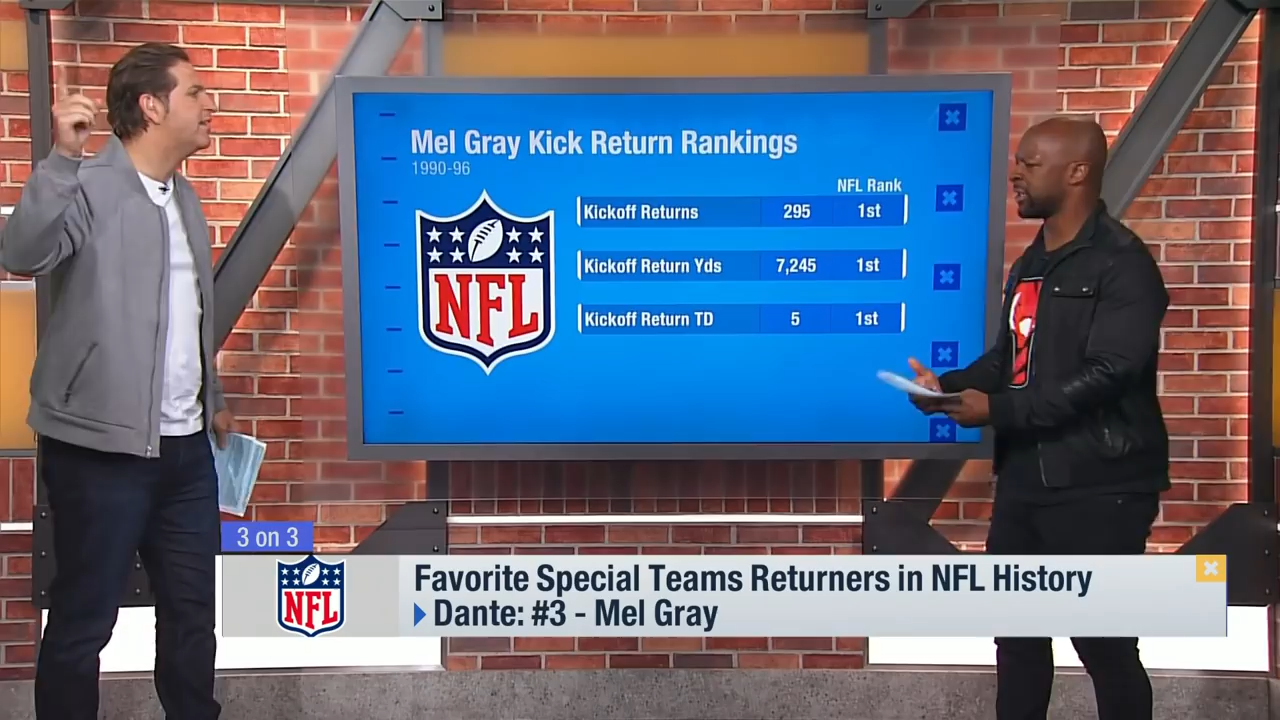 Mel Gray Kick Return Rankings
1990-96
NFL Rank
Kickoff Returns 295 1st
Kickoff Return Yds 7,245 1st
Kickoff Return TD 5 1st
NFL
3 on 3
NFL
Favorite Special Teams Returners in NFL History
Dante: #3 - Mel Gray